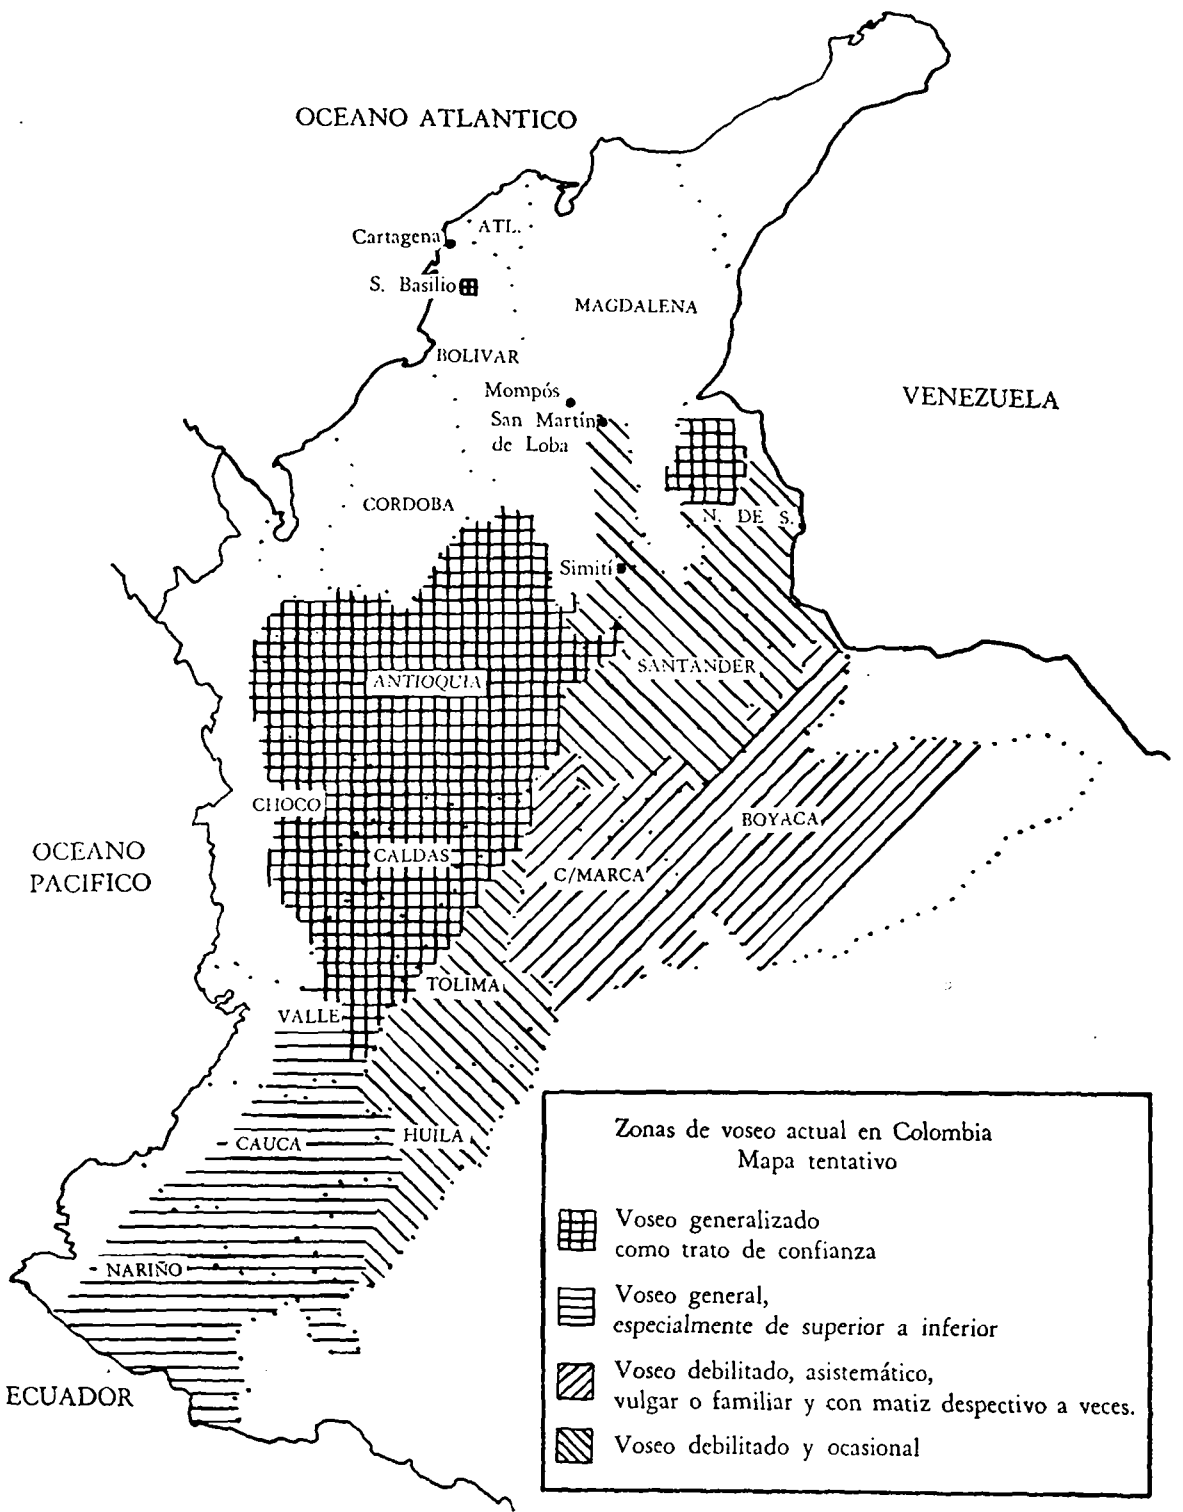 OCEANO ATLANTICO
ATL.
Cartagena
S. Basilio
MAGDALENA
BOLIVAR
Mompós
San Martín
de Loba
VENEZUELA
CORDOBA
N. DE S.
Simití
SANTANDER
ANTIOQUIA
CHOCO
BOYACA
OCEANO
PACIFICO
CALDAS
C/MARCA
TOLIMA
VALLE
HUILA
CAUCA
NARIÑO
ECUADOR
Zonas de voseo actual en Colombia
Mapa tentativo
Voseo generalizado
como trato de confianza
Voseo general,
especialmente de superior a inferior
Voseo debilitado, asistemático,
vulgar o familiar y con matiz despectivo a veces.
Voseo debilitado y ocasional